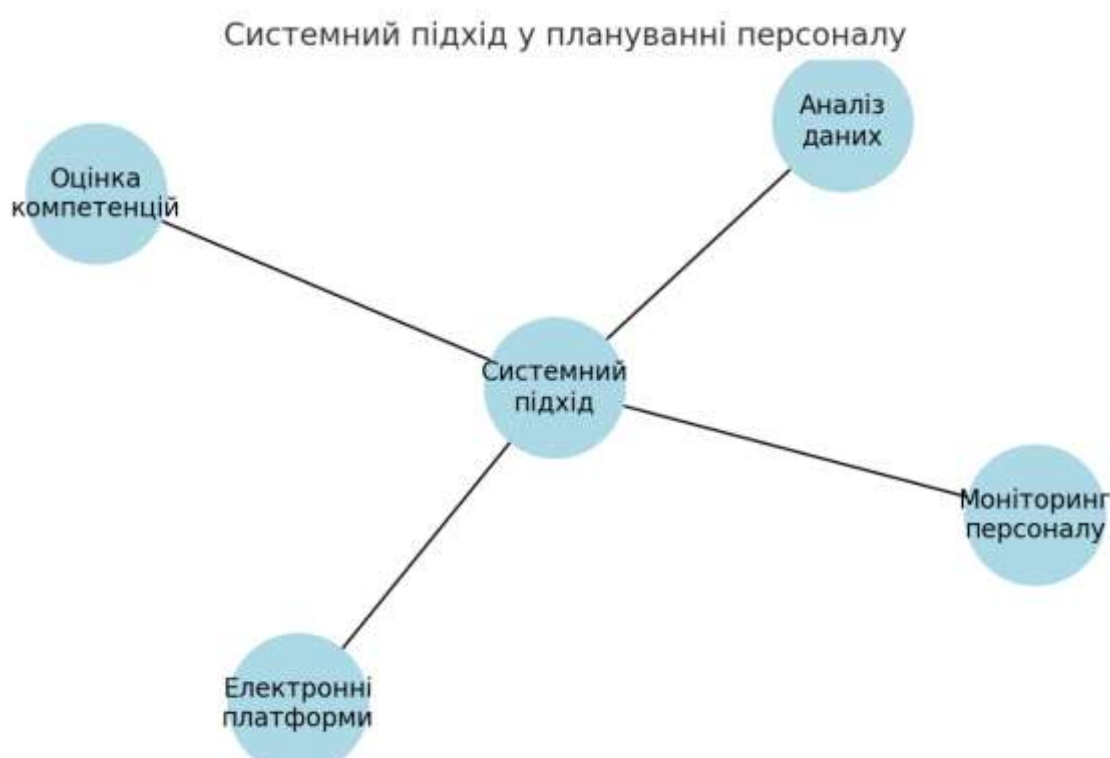 Системний підхід у плануванні персоналу
Аналіз
даних
Оцінка
компетенцій
Системний
підхід
Моніторинг
персоналу
Електронні
платформи